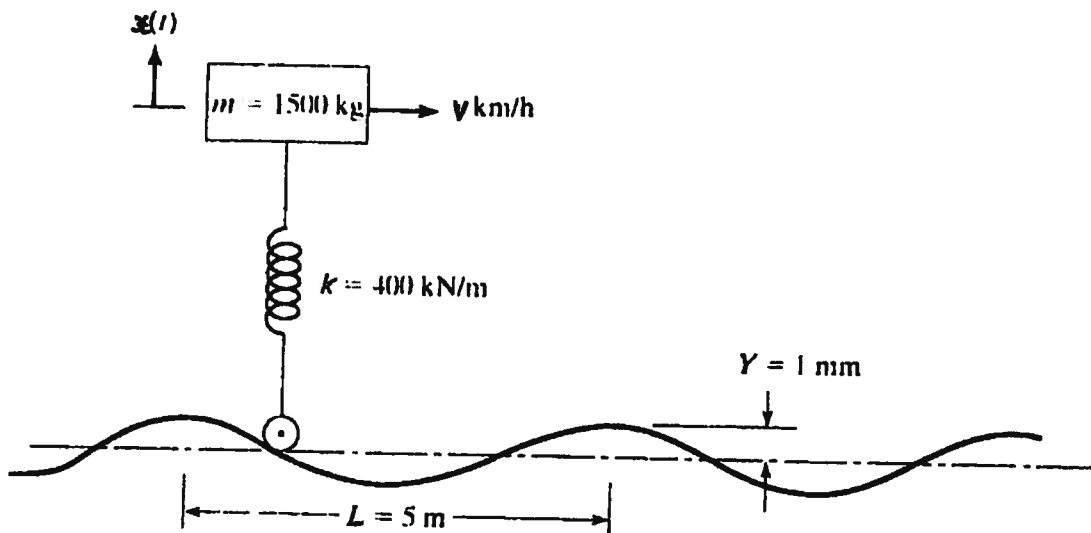 x(t)
m = 1500 kg
V km/h
k = 400 kN/m
Y = 1 mm
L = 5 m